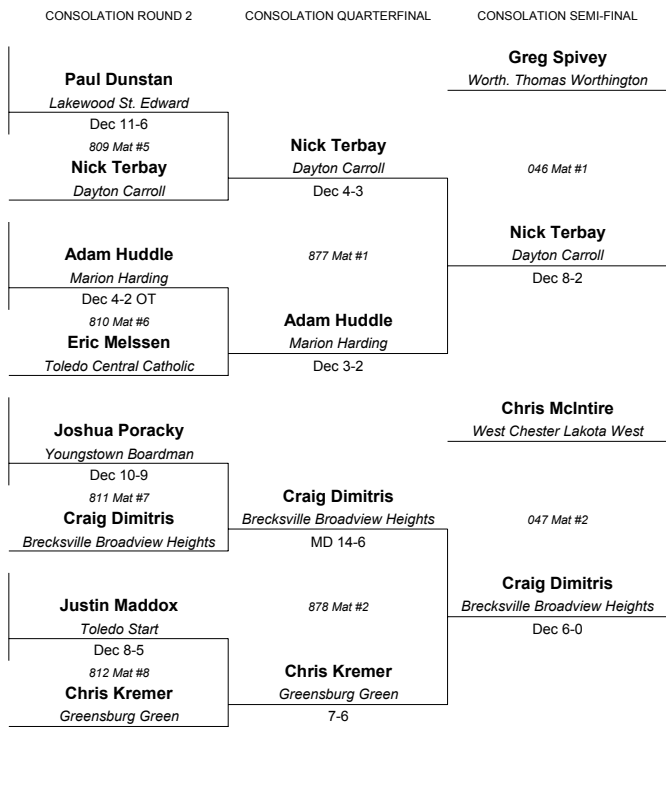 CONSOLATION ROUND 2
CONSOLATION QUARTERFINAL
CONSOLATION SEMI-FINAL
Paul Dunstan
Lakewood St. Edward
Dec 11-6
809 Mat #5
Nick Terbay
Dayton Carroll
Adam Huddle
Marion Harding
Dec 4-2 OT
810 Mat #6
Eric Melssen
Toledo Central Catholic
Joshua Poracky
Youngstown Boardman
Dec 10-9
811 Mat #7
Craig Dimitris
Brecksville Broadview Heights
Justin Maddox
Toledo Start
Dec 8-5
812 Mat #8
Chris Kremer
Greensburg Green
Nick Terbay
Dayton Carroll
Dec 4-3
877 Mat #1
Adam Huddle
Marion Harding
Dec 3-2
Craig Dimitris
Brecksville Broadview Heights
MD 14-6
878 Mat #2
Chris Kremer
Greensburg Green
7-6
Greg Spivey
Worth. Thomas Worthington
046 Mat #1
Nick Terbay
Dayton Carroll
Dec 8-2
Chris McIntire
West Chester Lakota West
047 Mat #2
Craig Dimitris
Brecksville Broadview Heights
Dec 6-0